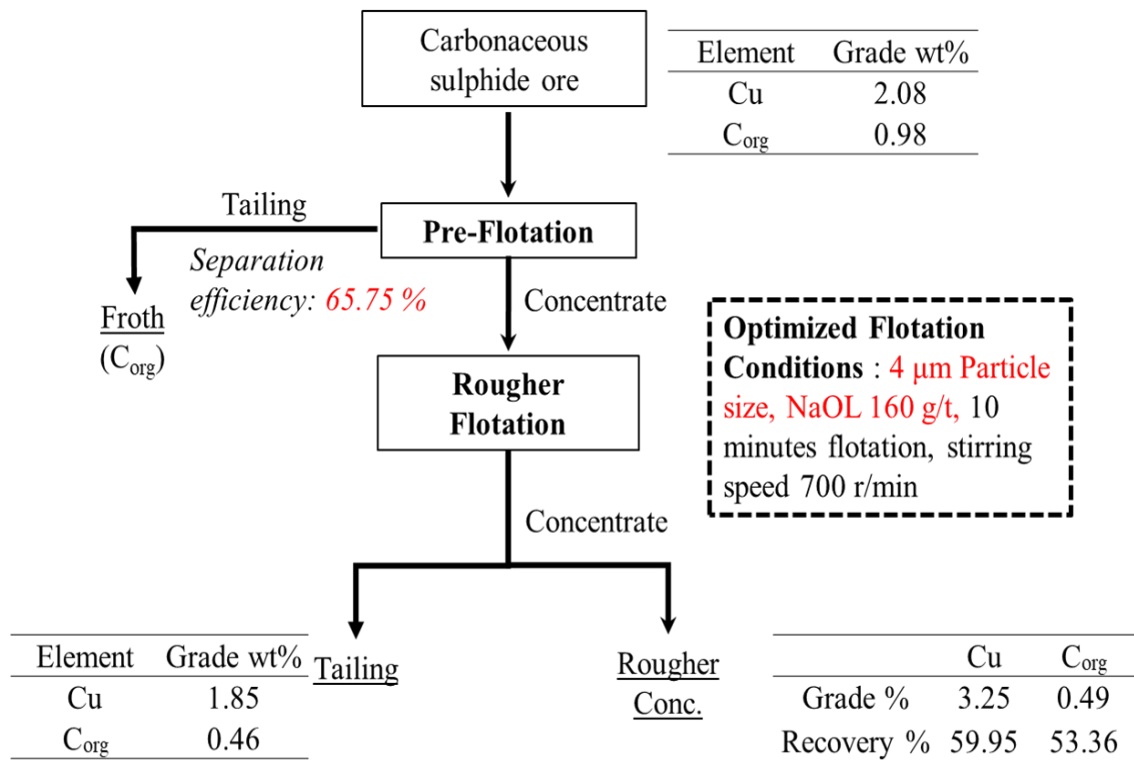 Carbonaceous
sulphide ore
Element Grade wt%
Cu 2.08
Corg 0.98
Tailing
Pre-Flotation
Separation
efficiency: 65.75 %
Concentrate
Froth
(Corg)
Optimized Flotation
Conditions : 4 μm Particle
size, NaOL 160 g/t, 10
minutes flotation, stirring
speed 700 r/min
Rougher
Flotation
Concentrate
Element Grade wt%
Cu 1.85
Corg 0.46
Tailing
Rougher
Conc.
Cu Corg
Grade % 3.25 0.49
Recovery % 59.95 53.36